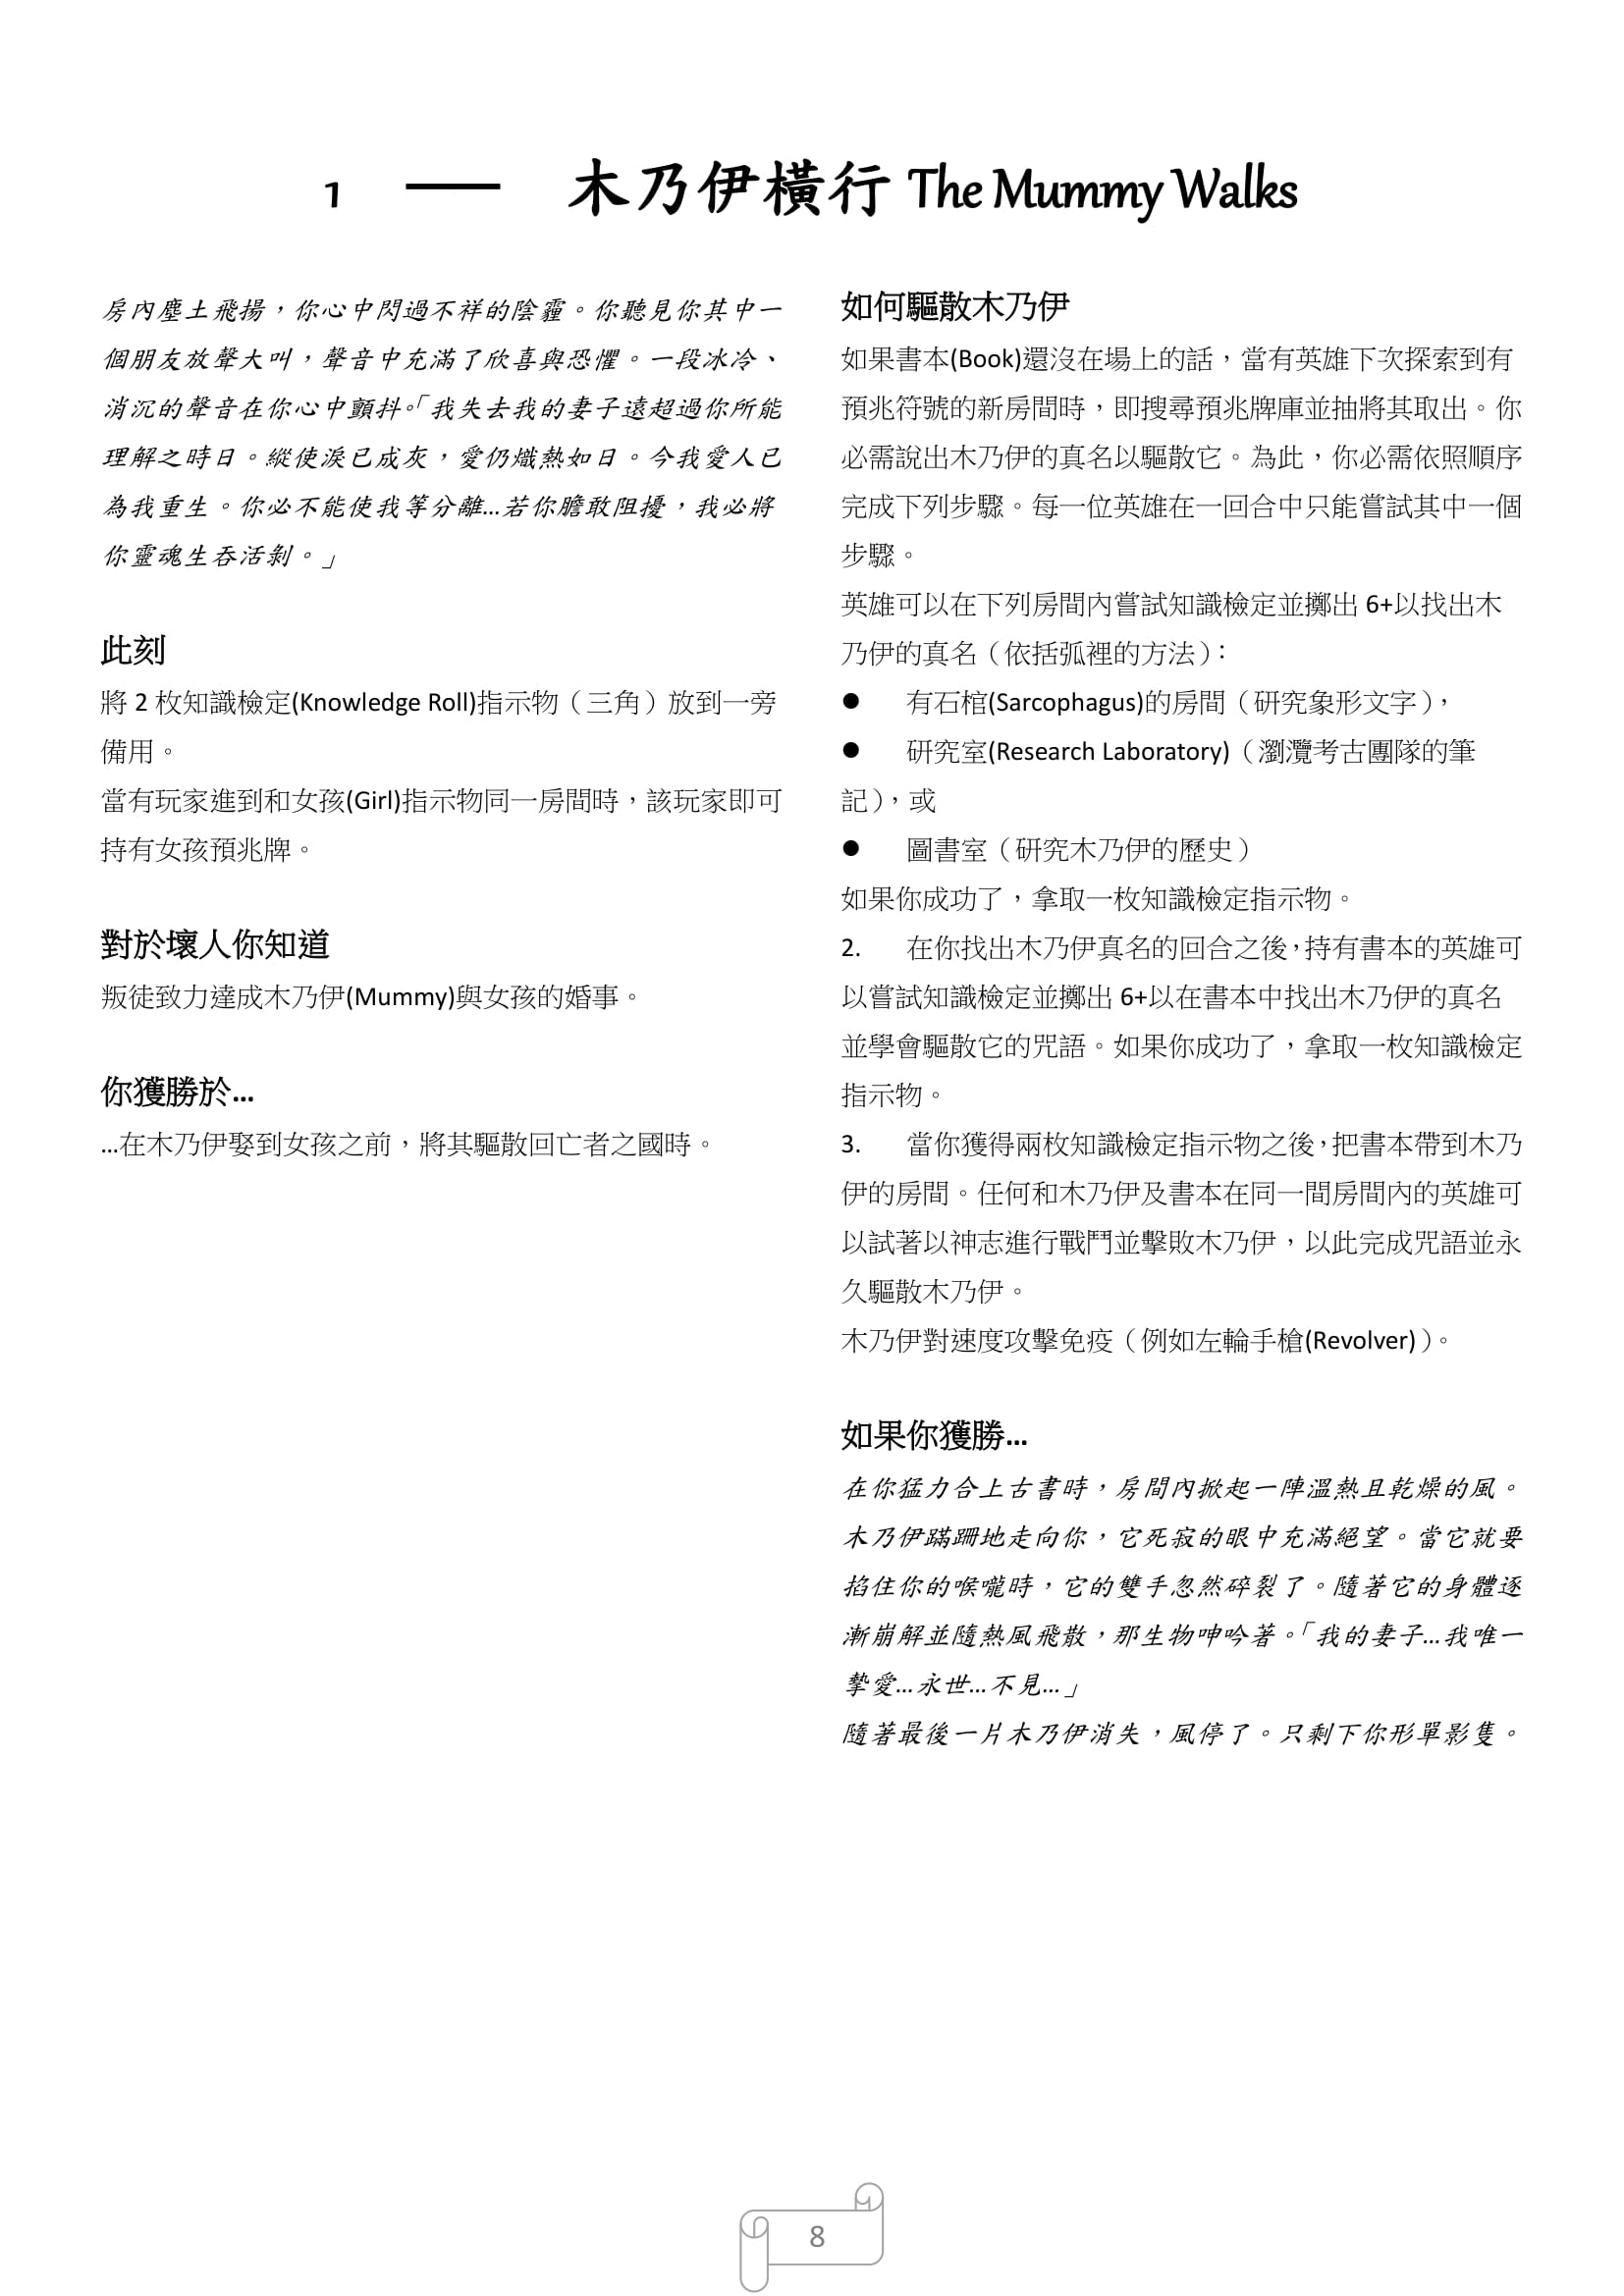 1 — 木乃伊橫行 The Mummy Walks
房內塵土飛揚，你心中閃過不祥的陰霾。你聽見你其中一
個朋友放聲大叫，聲音中充滿了欣喜與恐懼。一段冰冷、
消沉的聲音在你心中顫抖。「我失去我的妻子遠超過你所能
理解之時日。縱使淚已成灰，愛仍熾熱如日。今我愛人已
為我重生。你必不能使我等分離…若你膽敢阻擾，我必將
你靈魂生吞活剝。」
此刻
將 2 枚知識檢定(Knowledge Roll)指示物（三角）放到一旁
備用。
當有玩家進到和女孩(Girl)指示物同一房間時，該玩家即可
持有女孩預兆牌。
對於壞人你知道
叛徒致力達成木乃伊(Mummy)與女孩的婚事。
你獲勝於…
…在木乃伊娶到女孩之前，將其驅散回亡者之國時。
如何驅散木乃伊
如果書本(Book)還沒在場上的話，當有英雄下次探索到有
預兆符號的新房間時，即搜尋預兆牌庫並抽將其取出。你
必需說出木乃伊的真名以驅散它。為此，你必需依照順序
完成下列步驟。每一位英雄在一回合中只能嘗試其中一個
步驟。
英雄可以在下列房間內嘗試知識檢定並擲出 6+以找出木
乃伊的真名（依括弧裡的方法）：
● 有石棺(Sarcophagus)的房間（研究象形文字），
● 研究室(Research Laboratory)（瀏灠考古團隊的筆
記），或
● 圖書室（研究木乃伊的歷史）
如果你成功了，拿取一枚知識檢定指示物。
2. 在你找出木乃伊真名的回合之後，持有書本的英雄可
以嘗試知識檢定並擲出 6+以在書本中找出木乃伊的真名
並學會驅散它的咒語。如果你成功了，拿取一枚知識檢定
指示物。
3. 當你獲得兩枚知識檢定指示物之後，把書本帶到木乃
伊的房間。任何和木乃伊及書本在同一間房間內的英雄可
以試著以神志進行戰鬥並擊敗木乃伊，以此完成咒語並永
久驅散木乃伊。
木乃伊對速度攻擊免疫（例如左輪手槍(Revolver)）。
如果你獲勝…
在你猛力合上古書時，房間內掀起一陣溫熱且乾燥的風。
木乃伊蹣跚地走向你，它死寂的眼中充滿絕望。當它就要
掐住你的喉嚨時，它的雙手忽然碎裂了。隨著它的身體逐
漸崩解並隨熱風飛散，那生物呻吟著。「我的妻子…我唯一
摯愛…永世…不見…」
隨著最後一片木乃伊消失，風停了。只剩下你形單影隻。
8